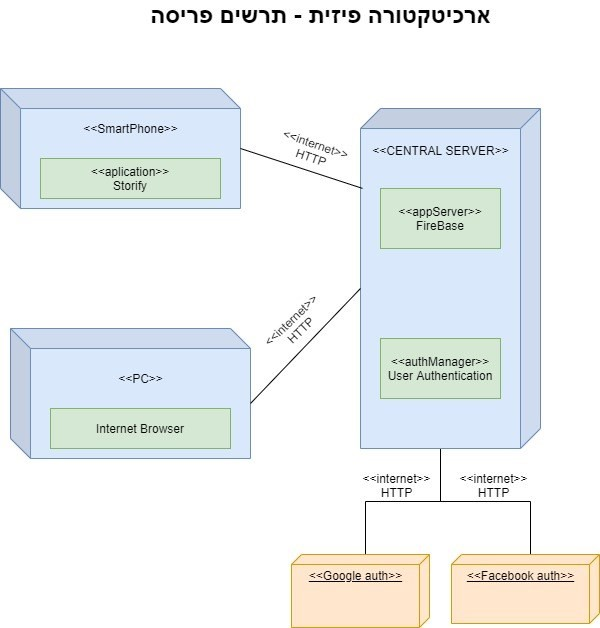 ארכיטקטורה פיזית - תרשים פריסה
<<SmartPhone>>
<<aplication>>
Storify
<<internet>>
HTTP
<<CENTRAL SERVER>>
<<appServer>>
FireBase
<<internet>>
HTTP
<<PC>>
Internet Browser
<<authManager>>
User Authentication
<<internet>>
HTTP
<<internet>>
HTTP
<<Google auth>>
<<Facebook auth>>